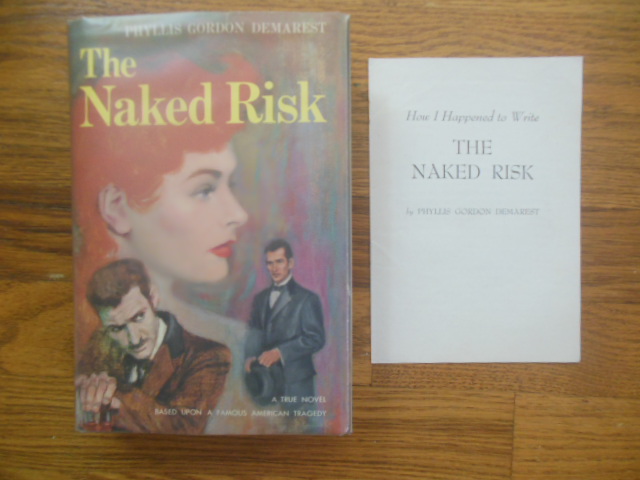 PHYLLIS GORDON DEMAREST
The
Naked Risk
A TRUE NOVEL
BASED UPON A FAMOUS AMERICAN TRAGEDY
How I Happened to Write
THE
NAKED RISK
by PHYLLIS GORDON DEMAREST